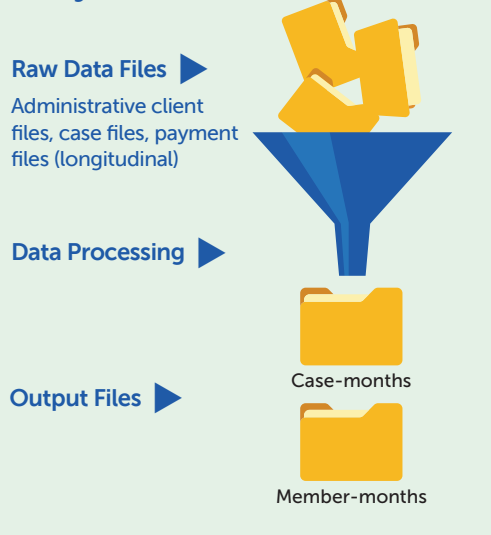 Raw Data Files
Administrative client
files, case files, payment
files (longitudinal)
Data Processing
Case-months
Output Files
Member-months